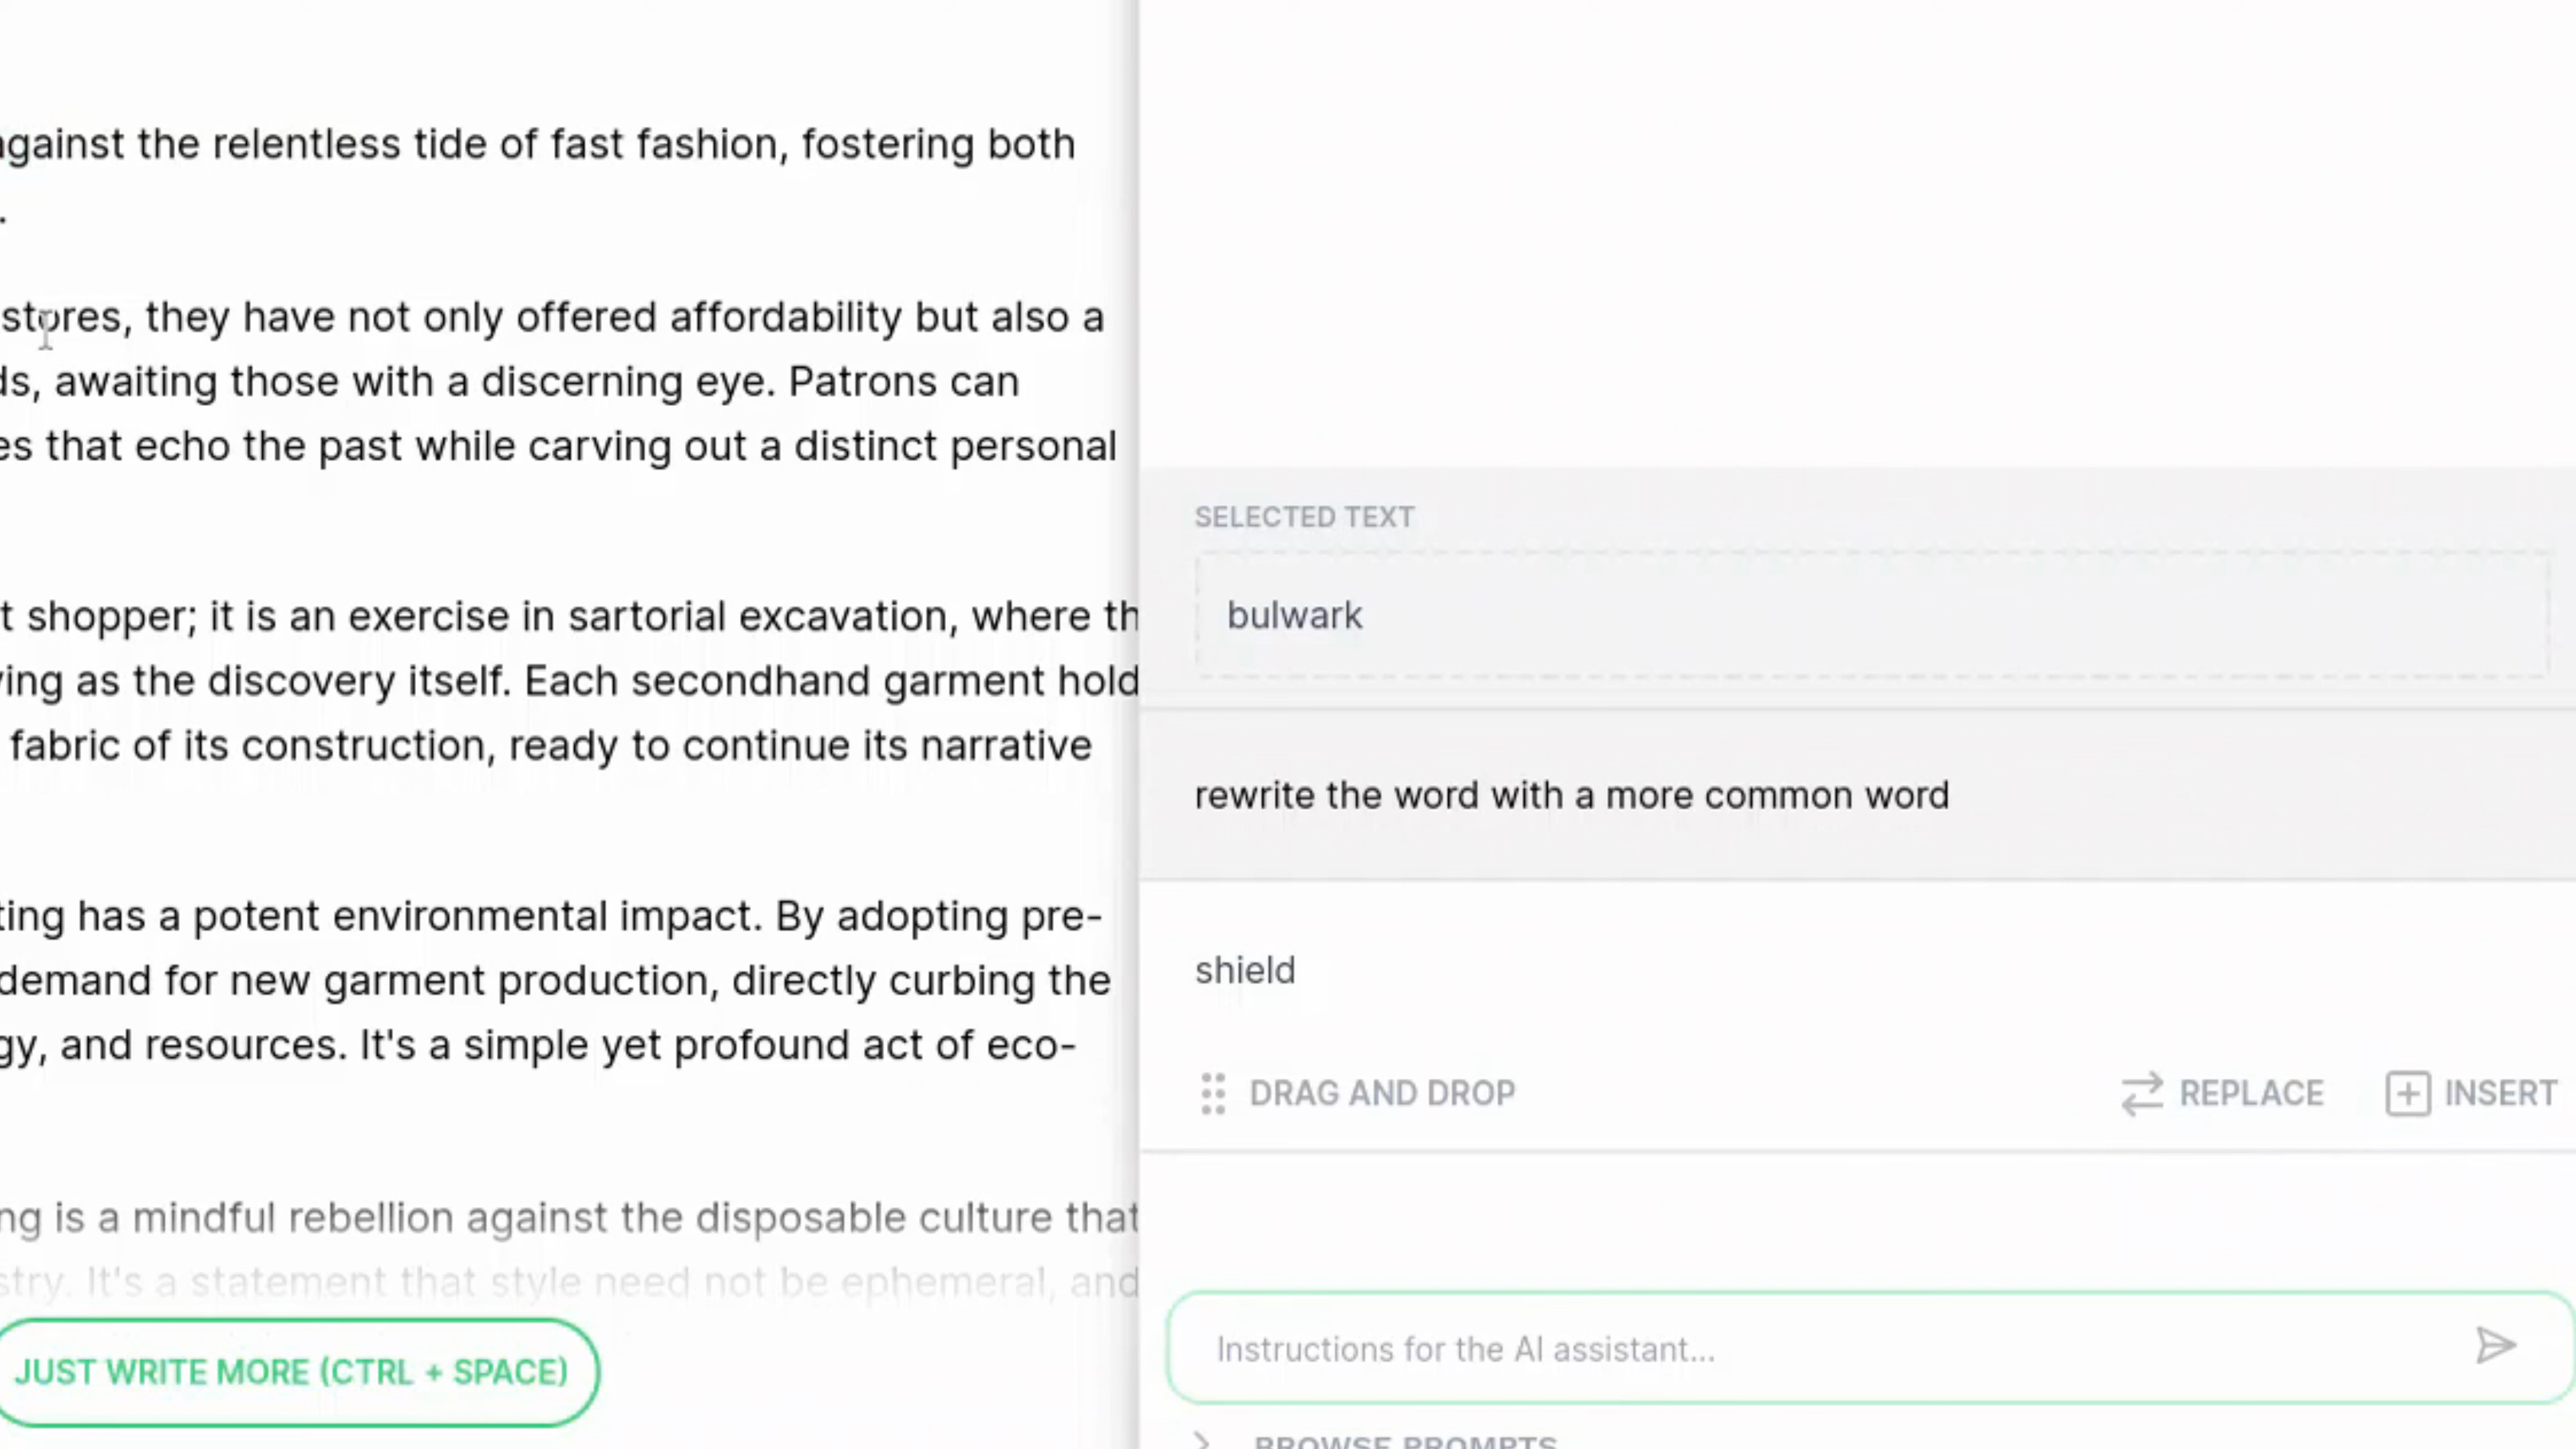 against the relentless tide of fast fashion, fostering both
.
stores, they have not only offered affordability but also a
ds, awaiting those with a discerning eye. Patrons can
es that echo the past while carving out a distinct personal
t shopper; it is an exercise in sartorial excavation, where th
ying as the discovery itself. Each secondhand garment hold
fabric of its construction, ready to continue its narrative
ting has a potent environmental impact. By adopting pre-
demand for new garment production, directly curbing the
gy, and resources. It's a simple yet profound act of eco-
ng is a mindful rebellion against the disposable culture that
stry. It's a statement that style need not be ephemeral, and
JUST WRITE MORE (CTRL + SPACE)
SELECTED TEXT
bulwark
rewrite the word with a more common word
shield
DRAG AND DROP
REPLACE
INSERT
Instructions for the AI assistant...
BROWSE PROMPTS